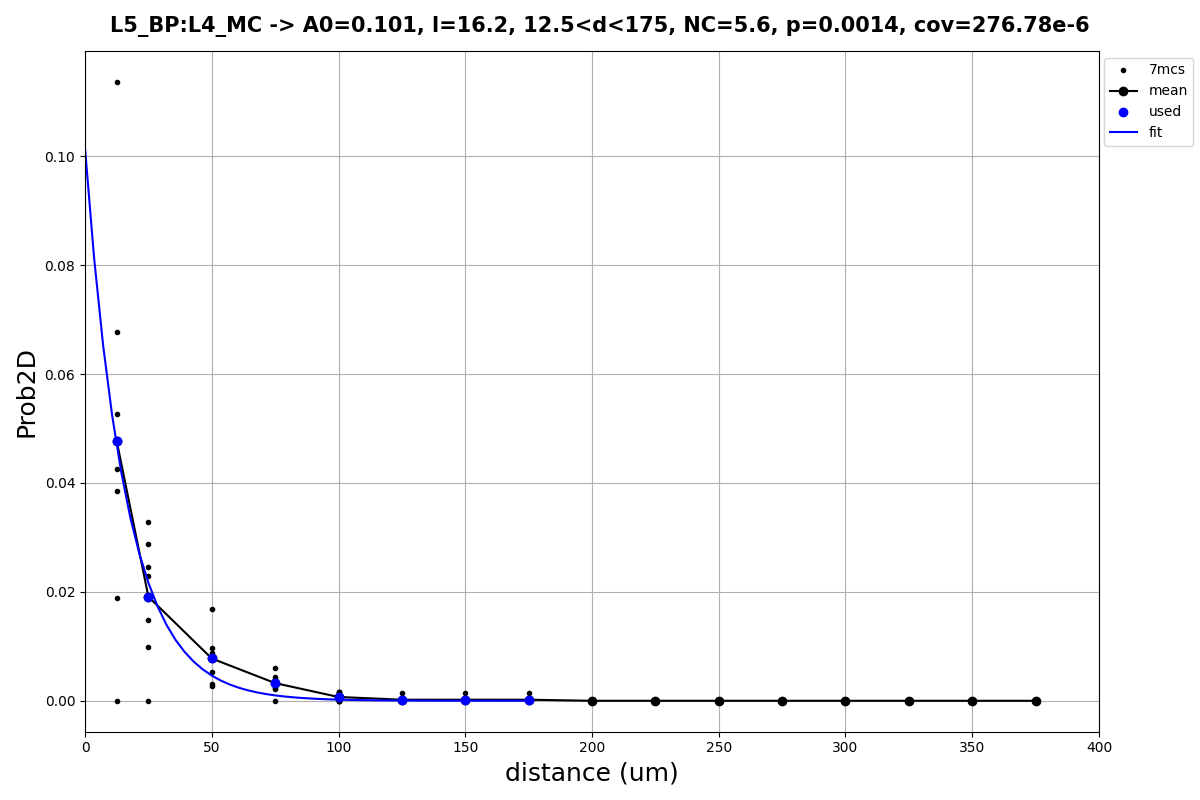 L5_BP:L4_MC -> A0=0.101, l=16.2, 12.5<d<175, NC=5.6, p=0.0014, cov=276.78e-6
7mcs
mean
used
fit
0.10
0.08
0.06
0.04
0.02
0.00
Prob2D
0 50 100 150 200 250 300 350 400
distance (um)